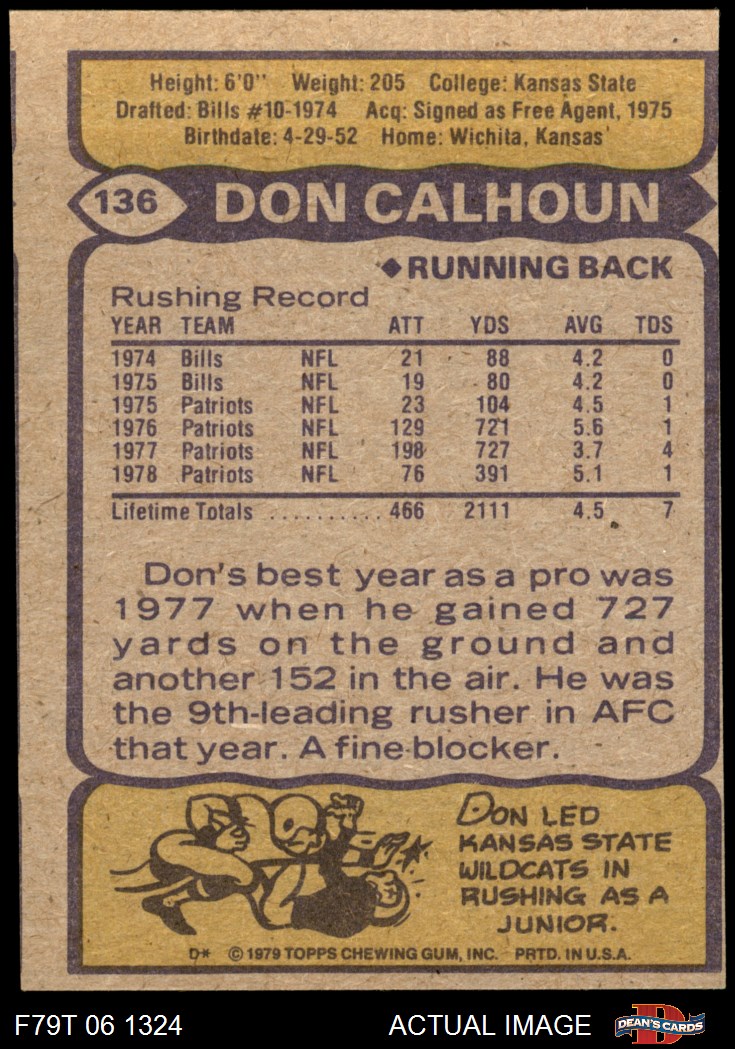 Height: 6'0" Weight: 205 College: Kansas State
Drafted: Bills #10-1974 Acq: Signed as Free Agent, 1975
Birthdate: 4-29-52 Home: Wichita, Kansas
136 DON CALHOUN
◆RUNNING BACK
Rushing Record
YEAR TEAM ATT YDS AVG TDS
1974 Bills NFL 21 88 4.2 0
1975 Bills NFL 19 80 4.2 0
1975 Patriots NFL 23 104 4.5 1
1976 Patriots NFL 129 721 5.6 1
1977 Patriots NFL 198 727 3.7 4
1978 Patriots NFL 76 391 5.1 1
Lifetime Totals .......... 466 2111 4.5 7
Don's best year as a pro was
1977 when he gained 727
yards on the ground and
another 152 in the air. He was
the 9th-leading rusher in AFC
that year. A fine blocker.
DON LED
KANSAS STATE
WILDCATS IN
RUSHING AS A
JUNIOR.
D* © 1979 TOPPS CHEWING GUM, INC. PRTD. IN U.S.A.
F79T 06 1324 ACTUAL IMAGE D DEAN'S CARDS